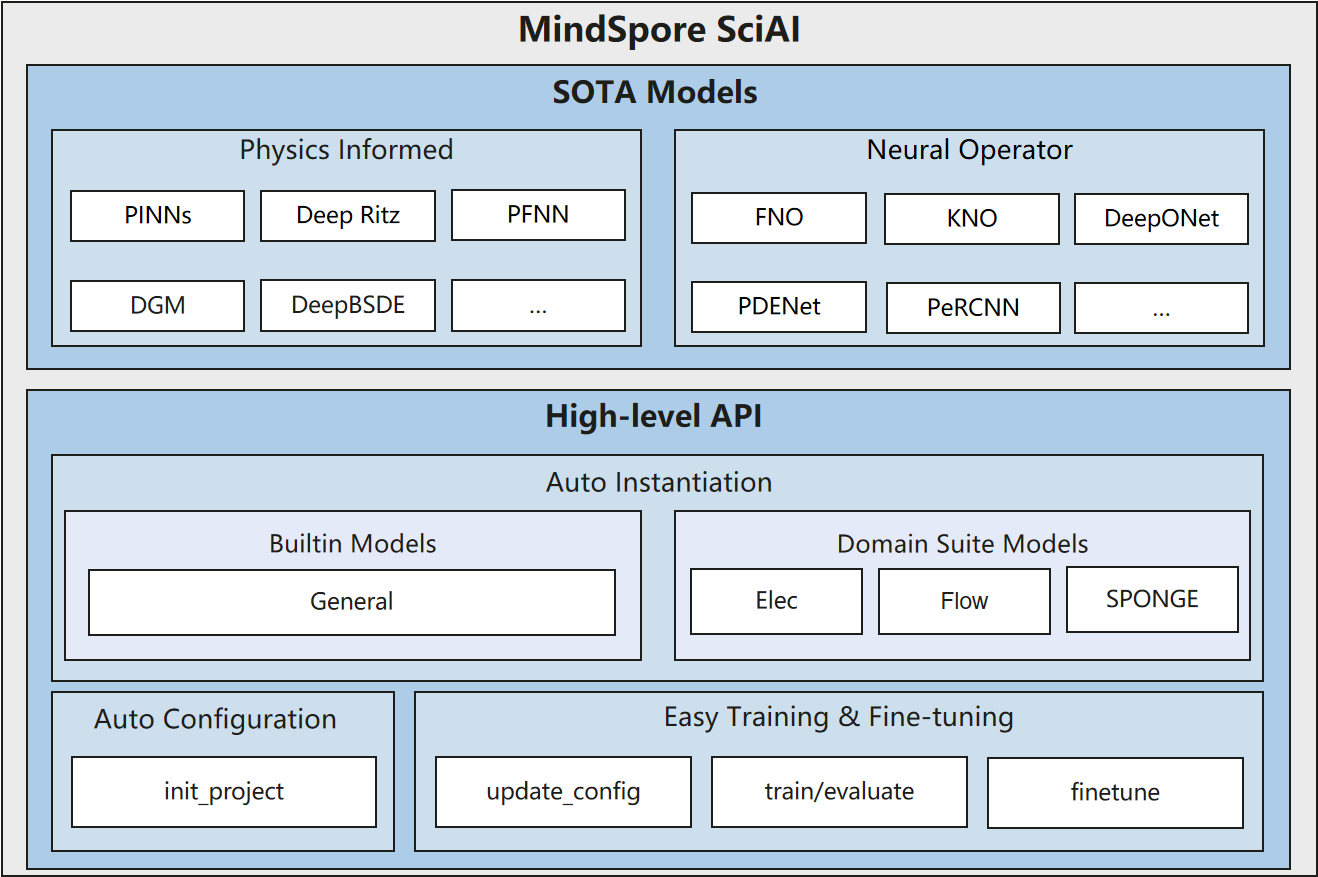 MindSpore SciAI
SOTA Models
Physics Informed
PINNs
Deep Ritz
PFNN
DGM
DeepBSDE
...
Neural Operator
FNO
KNO
DeepONet
PDENet
PeRCNN
...
High-level API
Auto Instantiation
Builtin Models
General
Domain Suite Models
Elec
Flow
SPONGE
Auto Configuration
init_project
Easy Training & Fine-tuning
update_config
train/evaluate
finetune